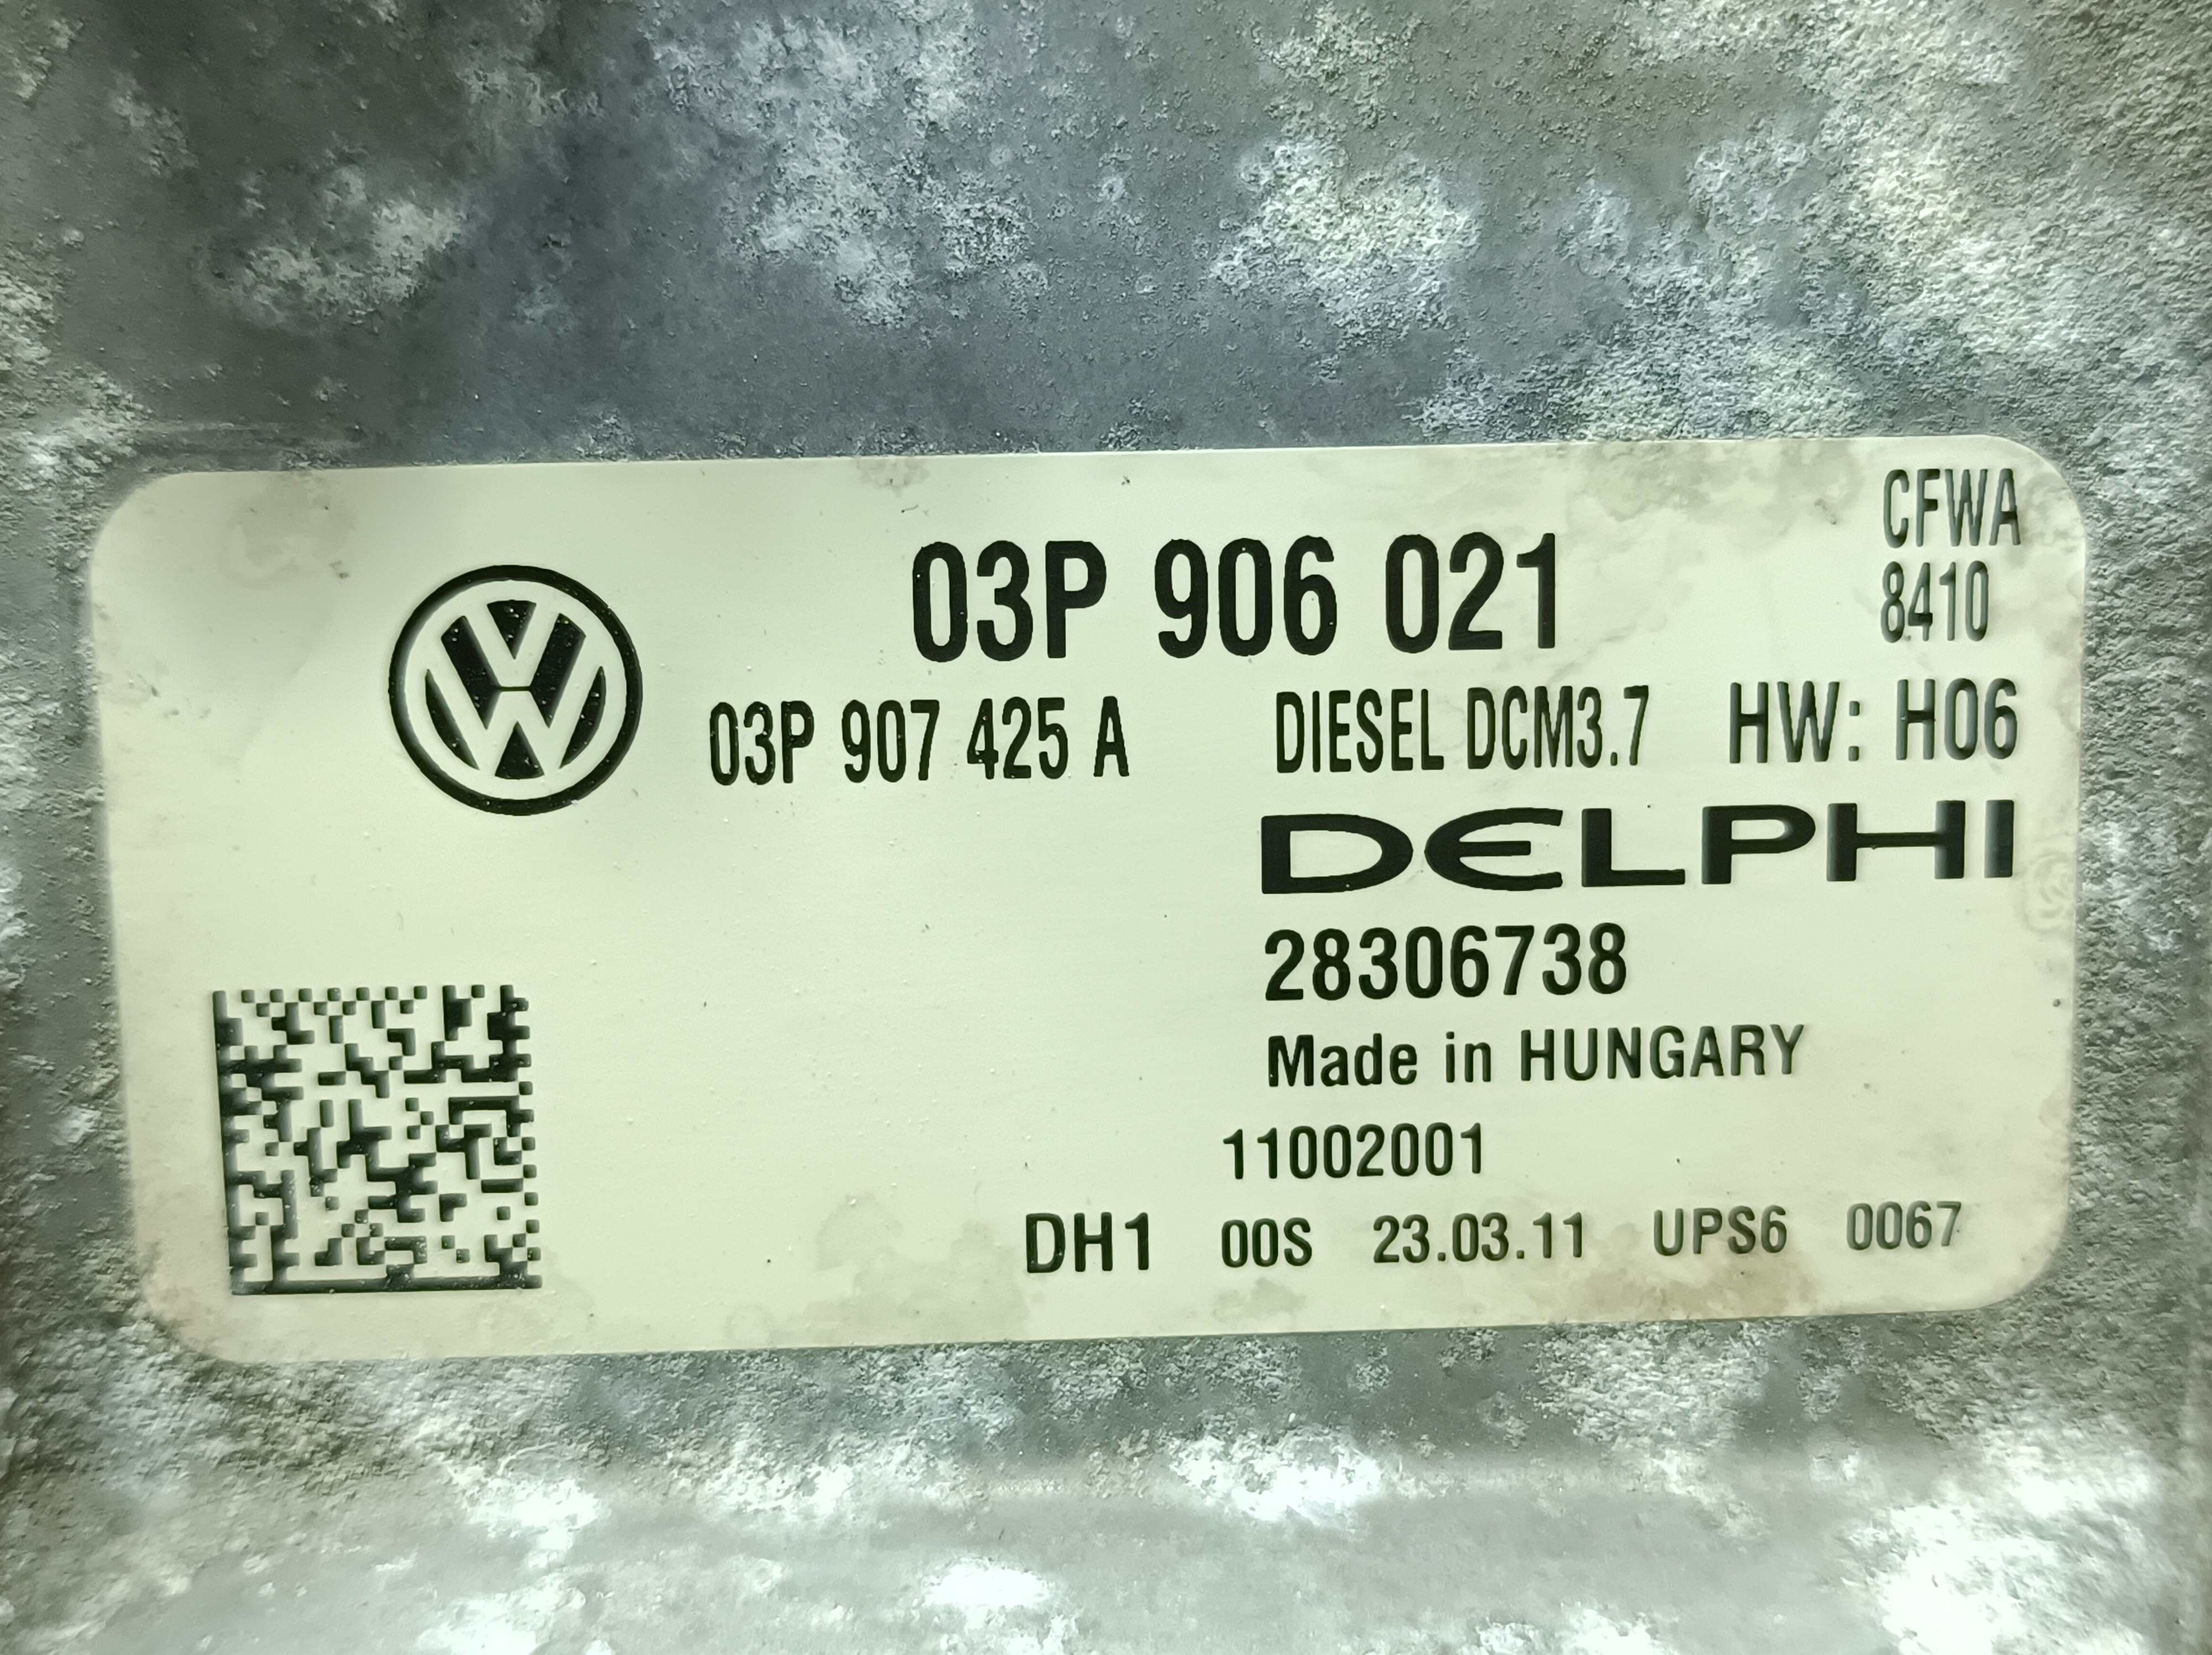 CFWA
03P 906 021
8410
03P 907 425 A DIESEL DCM3.7 HW: H06
DELPHI
28306738
Made in HUNGARY
11002001
DH1 00S 23.03.11 UPS6 0067